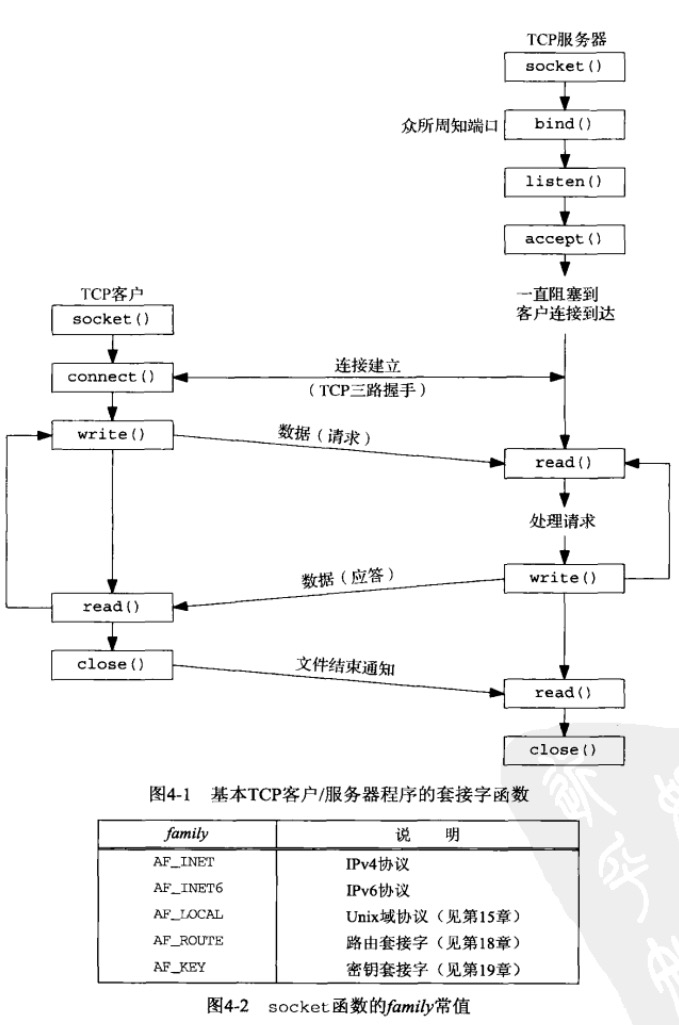 TCP服务器
socket()
众所周知端口
bind()
listen()
accept()
一直阻塞到
客户连接到达
TCP客户
socket()
connect()
连接建立
(TCP三路握手)
write()
数据(请求)
read()
处理请求
write()
数据(应答)
read()
close()
文件结束通知
read()
close()
图4-1 基本TCP客户/服务器程序的套接字函数
family 说 明
AF_INET IPv4协议
AF_INET6 IPv6协议
AF_LOCAL Unix域协议(见第15章)
AF_ROUTE 路由套接字(见第18章)
AF_KEY 密钥套接字(见第19章)
图4-2 socket函数的family常值